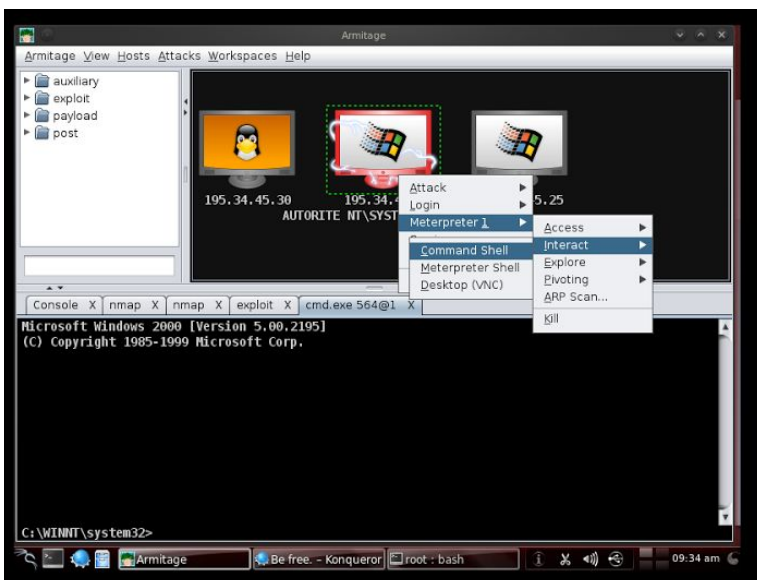 Armitage
Armitage View Hosts Attacks Workspaces Help
auxiliary
exploit
payload
post
195.34.45.30
195.34.4
5.25
AUTORITE NT\SYST
Attack
Login
Meterpreter 1
Access
Interact
Explore
Pivoting
ARP Scan...
Kill
Command Shell
Meterpreter Shell
Desktop (VNC)
Console X nmap X nmap X exploit X cmd.exe 564@1 X
Microsoft Windows 2000 [Version 5.00.2195]
(C) Copyright 1985-1999 Microsoft Corp.
C:\WINNT\system32>
Armitage Be free. – Konqueror root : bash 09:34 am